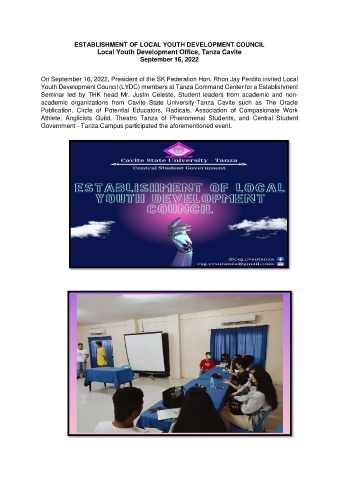 ESTABLISHMENT OF LOCAL YOUTH DEVELOPMENT COUNCIL
Local Youth Development Office, Tanza Cavite
September 16, 2022
On September 16, 2022, President of the SK Federation Hon. Rhon Jay Perdito invited Local
Youth Development Council (LYDC) members at Tanza Command Center for a Establishment
Seminar led by THK head Mr. Justin Celeste. Student leaders from academic and non-
academic organizations from Cavite State University-Tanza Cavite such as The Oracle
Publication, Circle of Potential Educators, Radicals, Association of Compasionate Work
Athlete, Anglicists Guild, Theatro Tanza of Phenomenal Students, and Central Student
Government - Tanza Campus participated the aforementioned event.
Cavite State University - Tanza
Central Student Government
ESTABLISHMENT OF LOCAL
YOUTH DEVELOPMENT
COUNCIL
@csg.cvsutanza
csg.cvsutanza@gmail.com